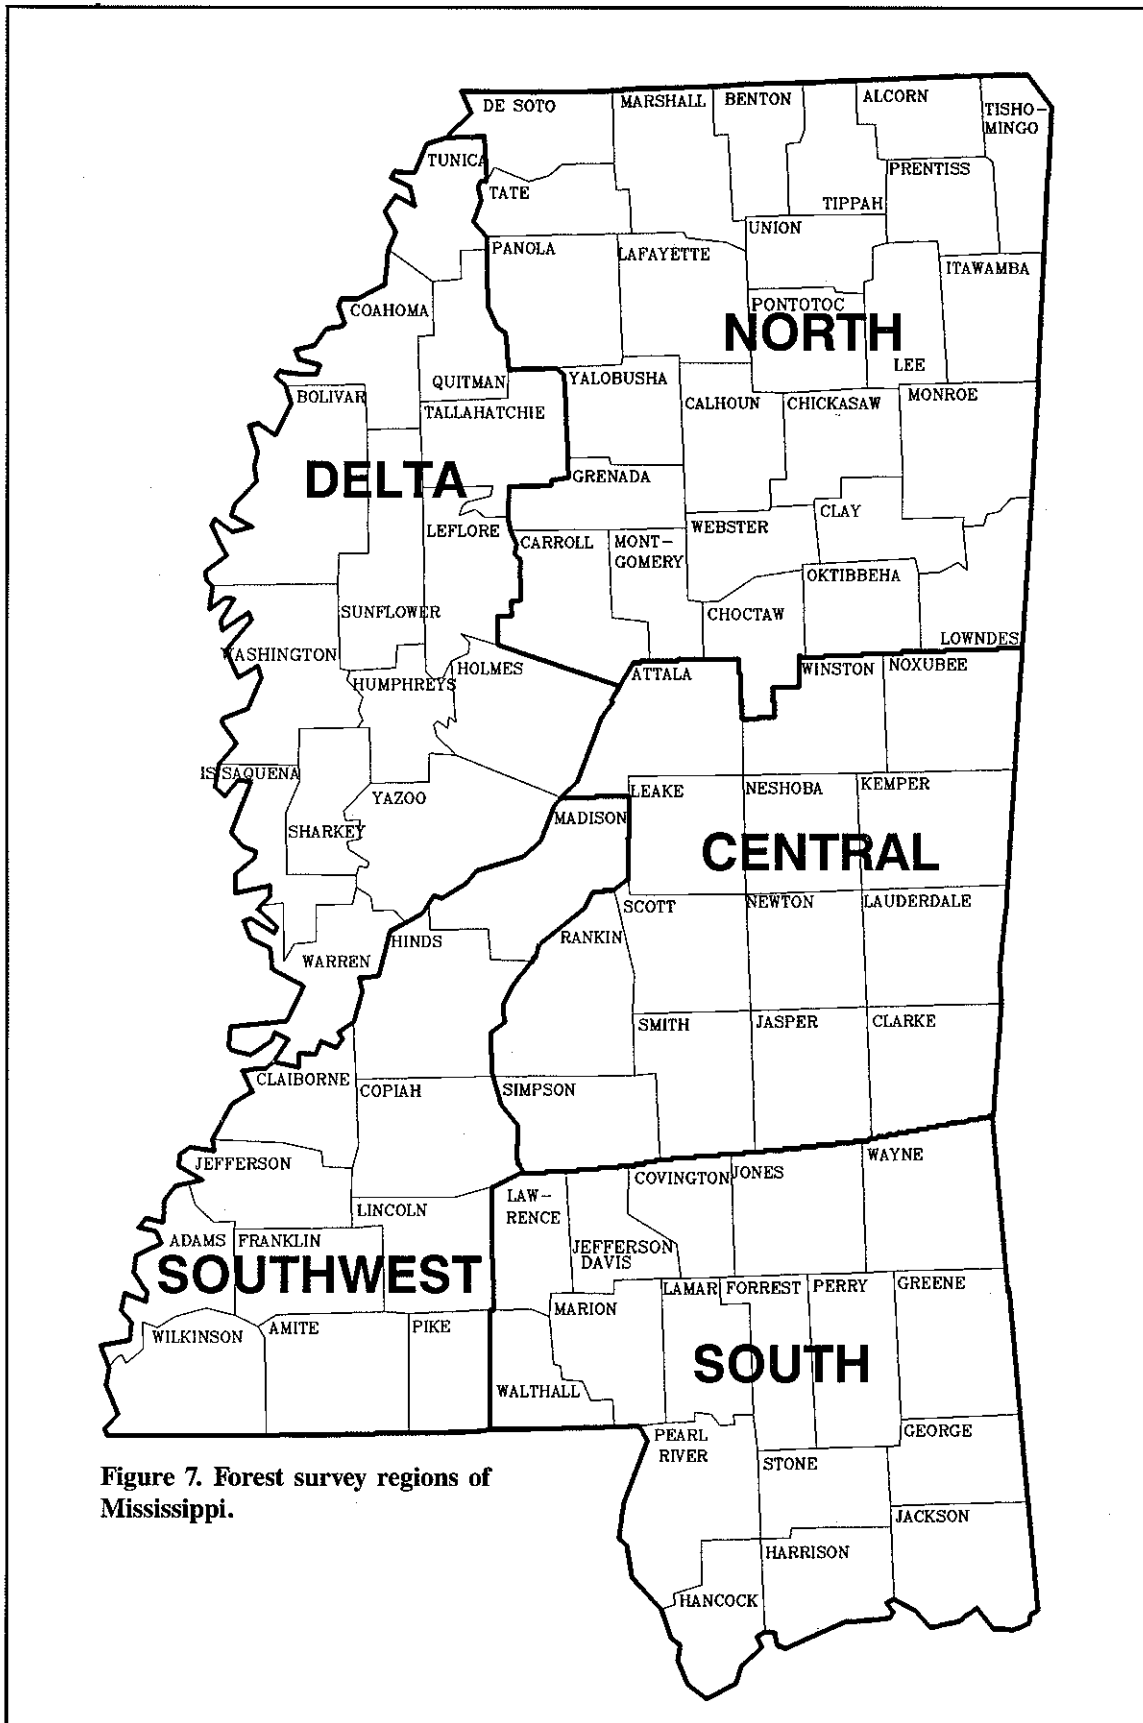 DE SOTO
MARSHALL
BENTON
ALCORN
TISHO-
MINGO
TUNICA
TATE
PRENTISS
TIPPAH
UNION
PANOLA
LAFAYETTE
ITAWAMBA
COAHOMA
PONTOTOC
NORTH
LEE
QUITMAN
YALOBUSHA
BOLIVAR
TALLAHATCHIE
CALHOUN
CHICKASAW
MONROE
DELTA
GRENADA
LEFLORE
WEBSTER
CLAY
CARROLL
MONT-
GOMERY
OKTIBBEHA
SUNFLOWER
CHOCTAW
LOWNDES
WASHINGTON
HOLMES
ATTALA
WINSTON
NOXUBEE
HUMPHREYS
ISSAQUENA
YAZOO
LEAKE
NESHOBA
KEMPER
SHARKEY
MADISON
CENTRAL
SCOTT
NEWTON
LAUDERDALE
HINDS
RANKIN
WARREN
SMITH
JASPER
CLARKE
CLAIBORNE
COPIAH
SIMPSON
JEFFERSON
WAYNE
COVINGTON
JONES
LAW-
RENCE
LINCOLN
ADAMS
FRANKLIN
JEFFERSON
DAVIS
SOUTHWEST
LAMAR
FORREST
PERRY
GREENE
MARION
WILKINSON
AMITE
PIKE
SOUTH
WALTHALL
PEARL
RIVER
GEORGE
STONE
JACKSON
HARRISON
HANCOCK
Figure 7. Forest survey regions of
Mississippi.